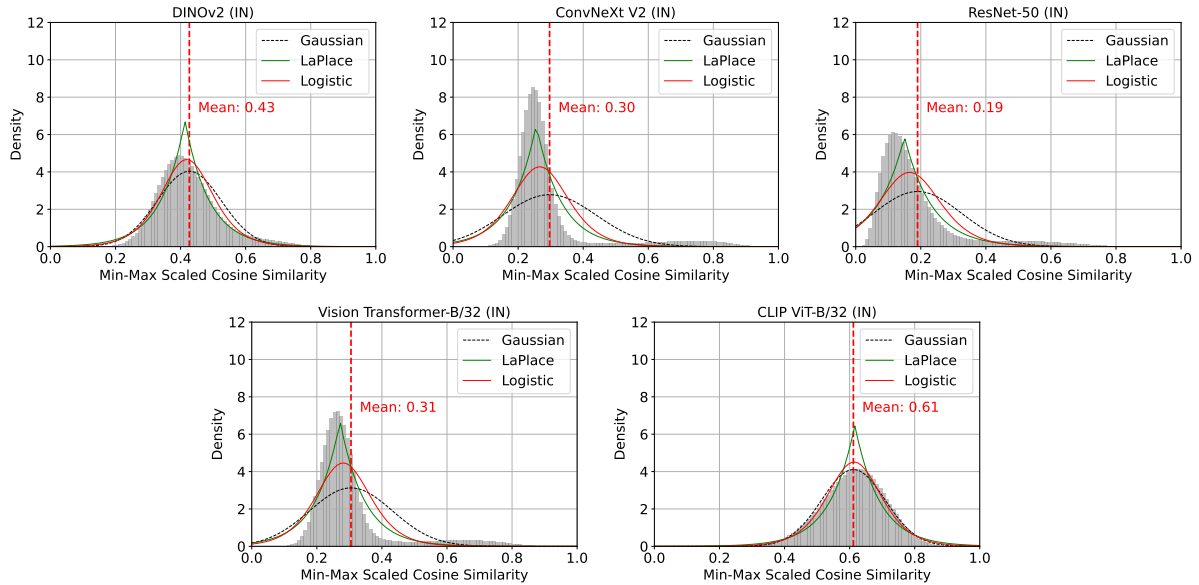 DINOv2 (IN)
12
10
8
6
4
2
0
Density
Gaussian
LaPlace
Logistic
Mean: 0.43
0.0 0.2 0.4 0.6 0.8 1.0
Min-Max Scaled Cosine Similarity
ConvNeXt V2 (IN)
12
10
8
6
4
2
0
Density
Gaussian
LaPlace
Logistic
Mean: 0.30
0.0 0.2 0.4 0.6 0.8 1.0
Min-Max Scaled Cosine Similarity
ResNet-50 (IN)
12
10
8
6
4
2
0
Density
Gaussian
LaPlace
Logistic
Mean: 0.19
0.0 0.2 0.4 0.6 0.8 1.0
Min-Max Scaled Cosine Similarity
Vision Transformer-B/32 (IN)
12
10
8
6
4
2
0
Density
Gaussian
LaPlace
Logistic
Mean: 0.31
0.0 0.2 0.4 0.6 0.8 1.0
Min-Max Scaled Cosine Similarity
CLIP ViT-B/32 (IN)
12
10
8
6
4
2
0
Density
Gaussian
LaPlace
Logistic
Mean: 0.61
0.0 0.2 0.4 0.6 0.8 1.0
Min-Max Scaled Cosine Similarity